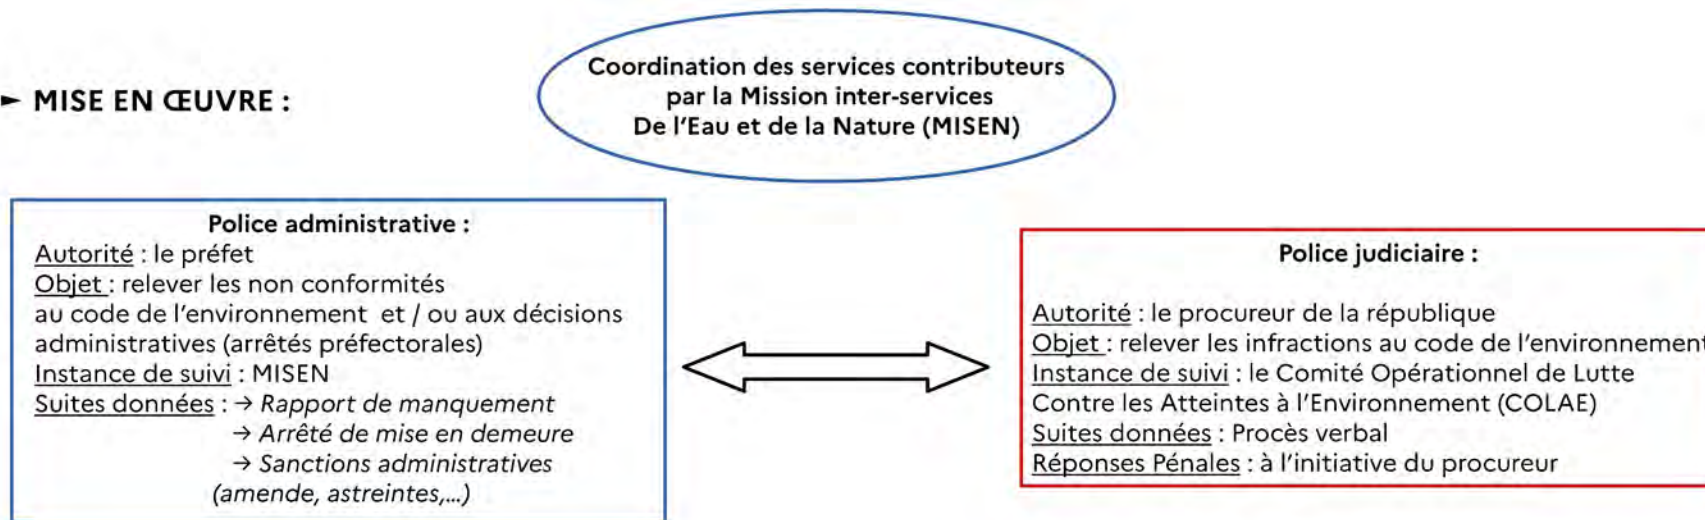 ► MISE EN ŒUVRE :
Coordination des services contributeurs
par la Mission inter-services
De l'Eau et de la Nature (MISEN)
Police administrative :
Autorité : le préfet
Objet : relever les non conformités
au code de l'environnement et / ou aux décisions
administratives (arrêtés préfectorales)
Instance de suivi : MISEN
Suites données : → Rapport de manquement
→ Arrêté de mise en demeure
→ Sanctions administratives
(amende, astreintes,...)
Police judiciaire :
Autorité : le procureur de la république
Objet : relever les infractions au code de l'environnement
Instance de suivi : le Comité Opérationnel de Lutte
Contre les Atteintes à l'Environnement (COLAE)
Suites données : Procès verbal
Réponses Pénales : à l'initiative du procureur